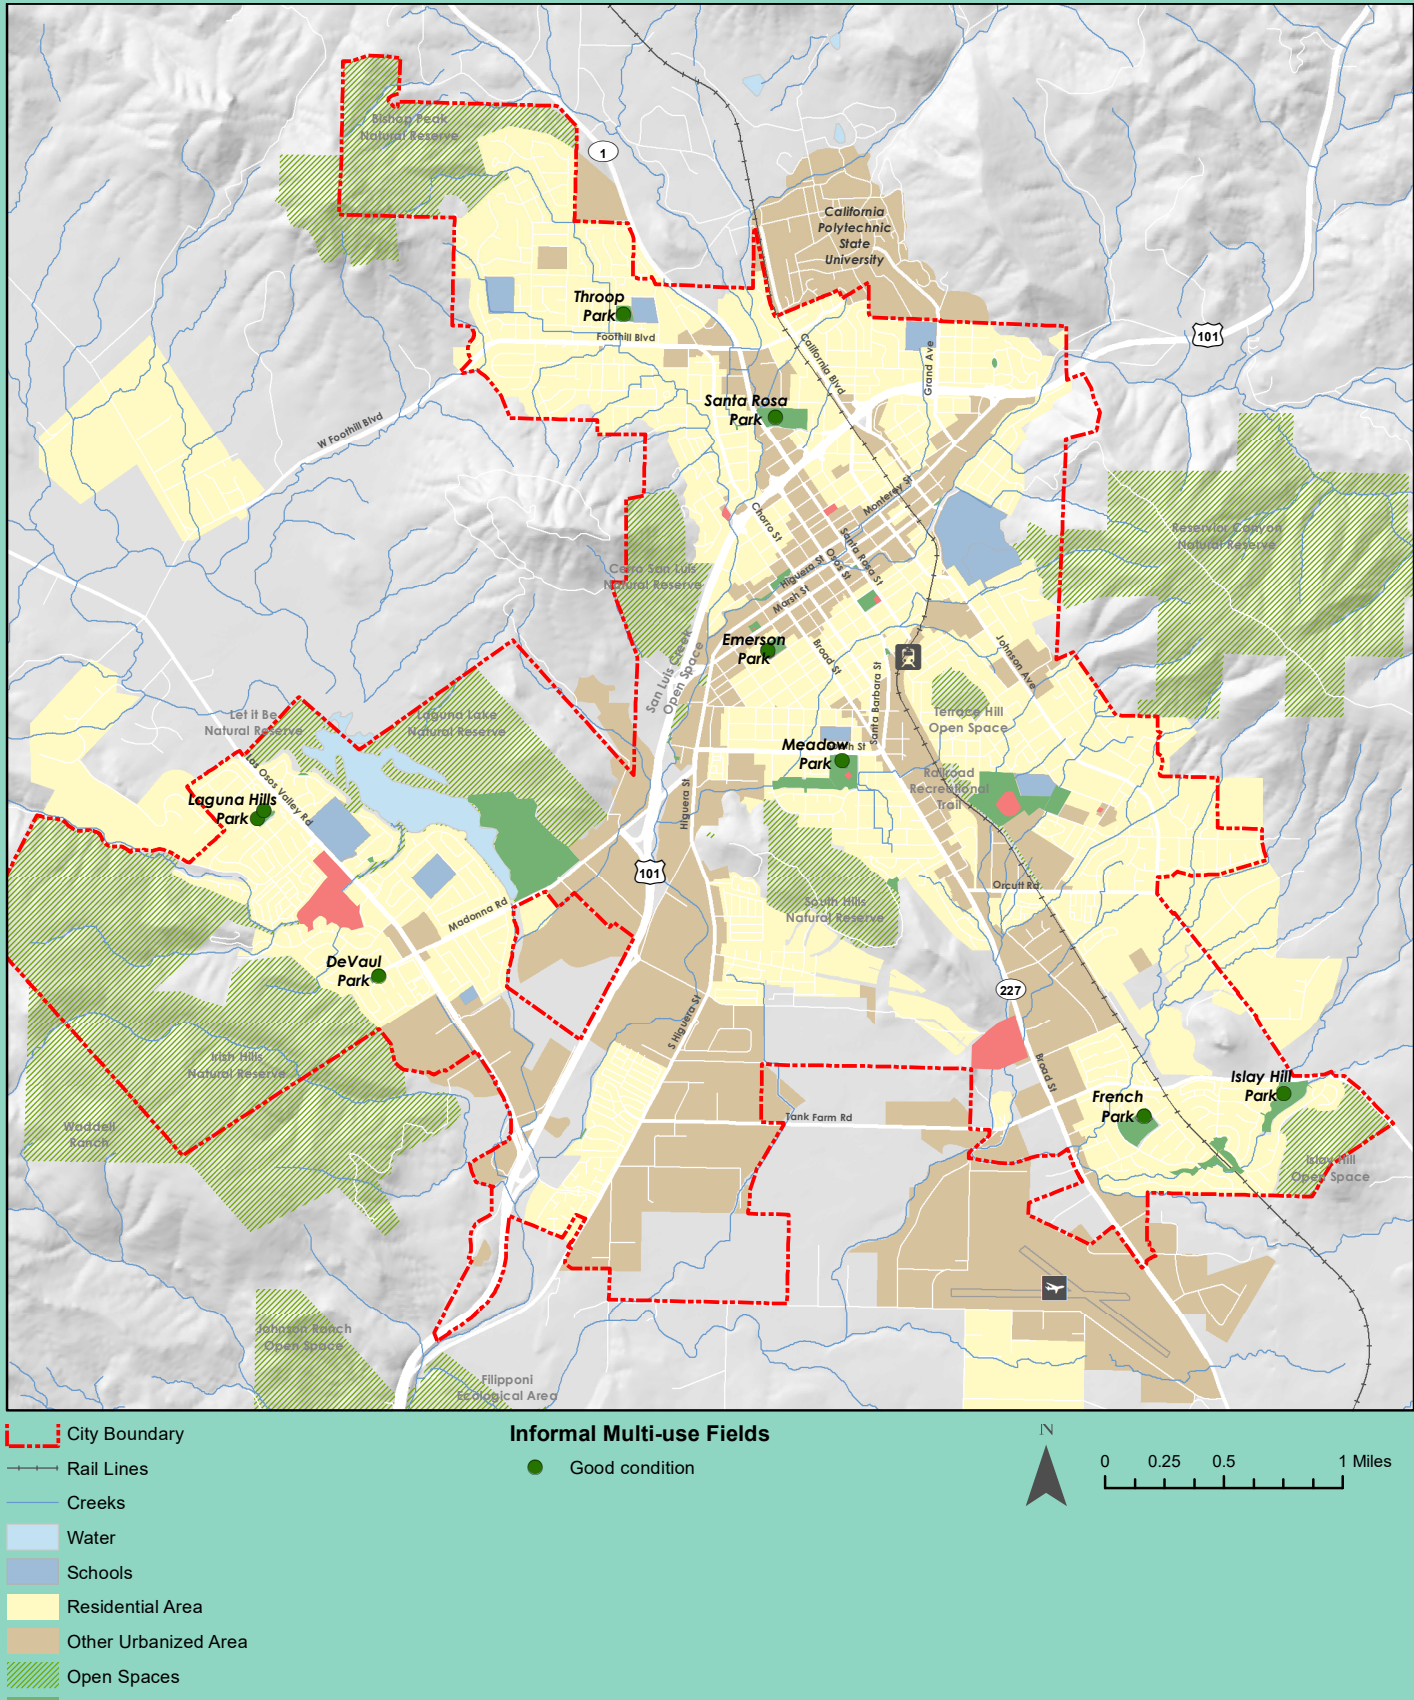 Bishop Peak
Natural Reserve
1
California
Polytechnic
State
University
Throop
Park
Foothill Blvd
101
California Blvd
Grand Ave
Santa Rosa
Park
W Foothill Blvd
Monterey St
Chorro St
Santa Rosa St
Osos St
Higuera St
Marsh St
Reservior Canyon
Natural Reserve
Cerro San Luis
Natural Reserve
Emerson
Park
Broad St
Johnson Ave
San Luis Creek
Open Space
Santa Barbara St
Terrace Hill
Open Space
Let it Be
Natural Reserve
Laguna Lake
Natural Reserve
Meadow
Park
Railroad
Recreational
Trail
Los Osos Valley Rd
Laguna Hills
Park
Higuera St
101
Orcutt Rd
South Hills
Natural Reserve
Madonna Rd
DeVaul
Park
227
S Higuera St
Irish Hills
Natural Reserve
Broad St
Islay Hill
Park
French
Park
Tank Farm Rd
Waddell
Ranch
Islay Hill
Open Space
Johnson Ranch
Open Space
Filipponi
Ecological Area
City Boundary
Rail Lines
Creeks
Water
Schools
Residential Area
Other Urbanized Area
Open Spaces
Informal Multi-use Fields
Good condition
N
0 0.25 0.5 1 Miles